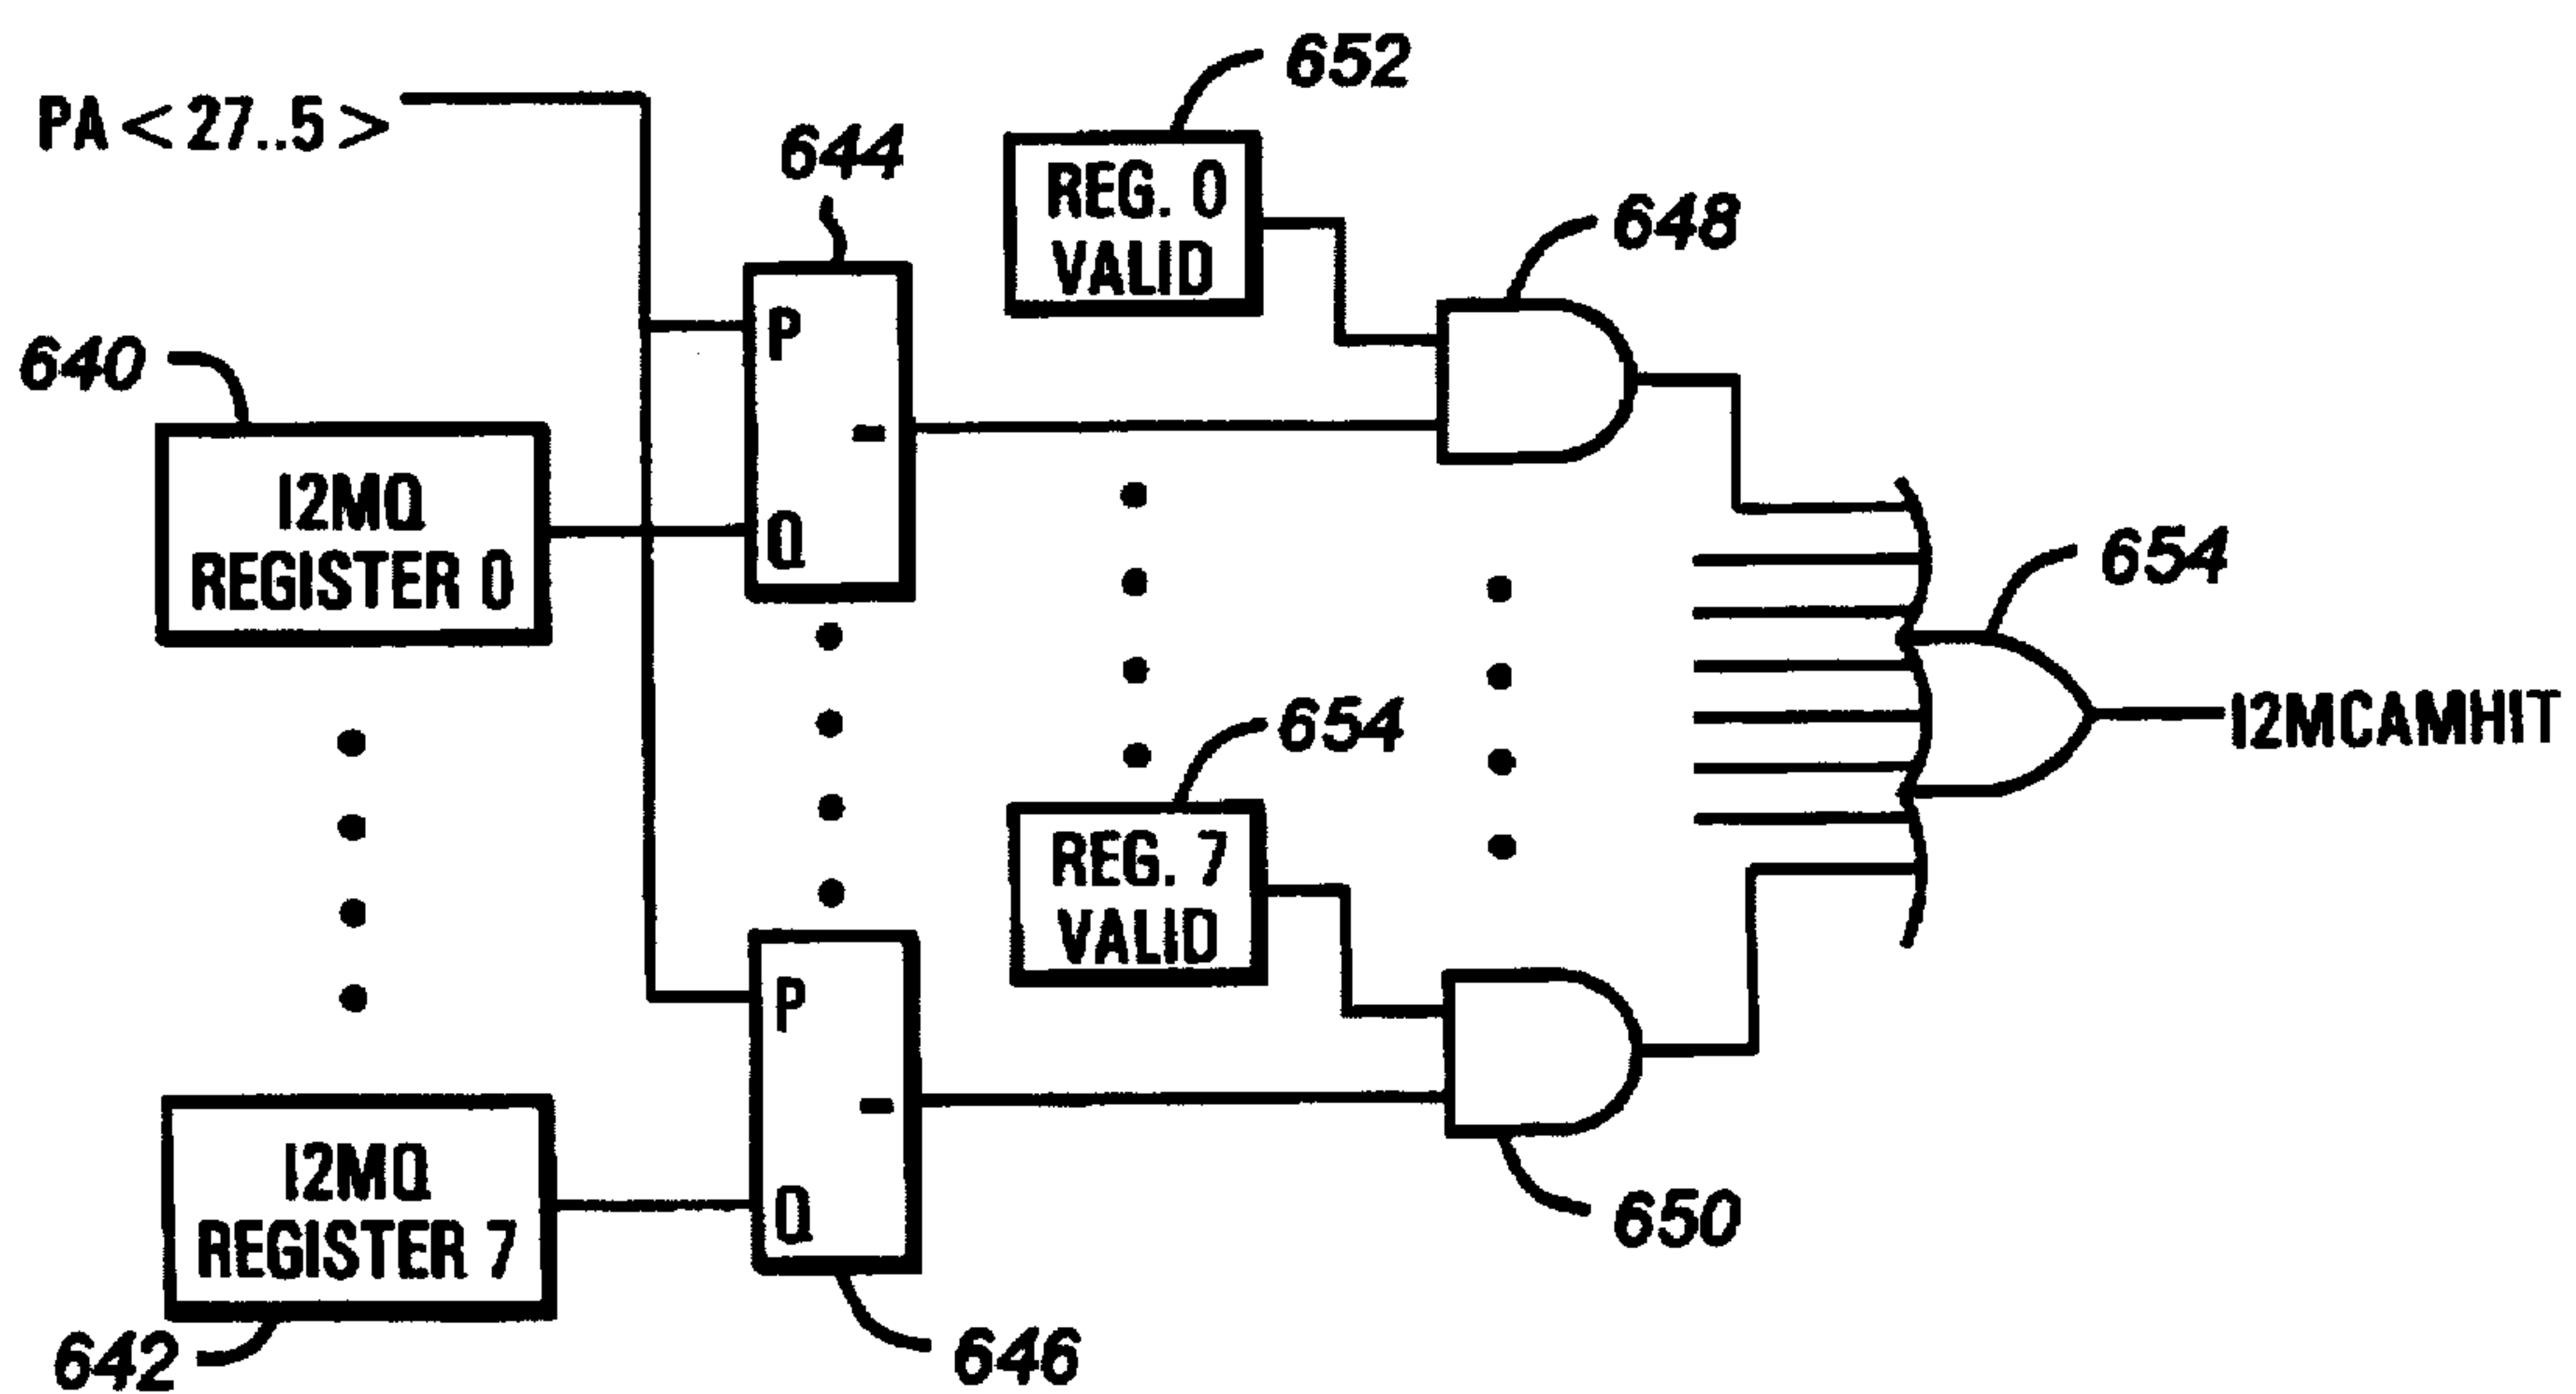 652
PA<27..5>
644
REG. 0
VALID
648
P
640
I2MQ
REGISTER 0
Q
654
654
I2MCAMHIT
REG. 7
VALID
P
I2MQ
REGISTER 7
Q
650
642
646